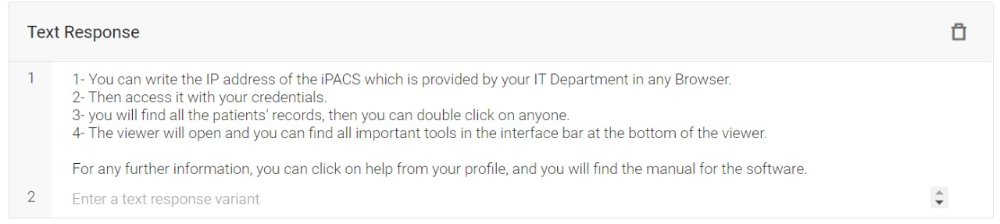 Text Response
1
1- You can write the IP address of the iPACS which is provided by your IT Department in any Browser.
2- Then access it with your credentials.
3- you will find all the patients' records, then you can double click on anyone.
4- The viewer will open and you can find all important tools in the interface bar at the bottom of the viewer.
For any further information, you can click on help from your profile, and you will find the manual for the software.
2 Enter a text response variant